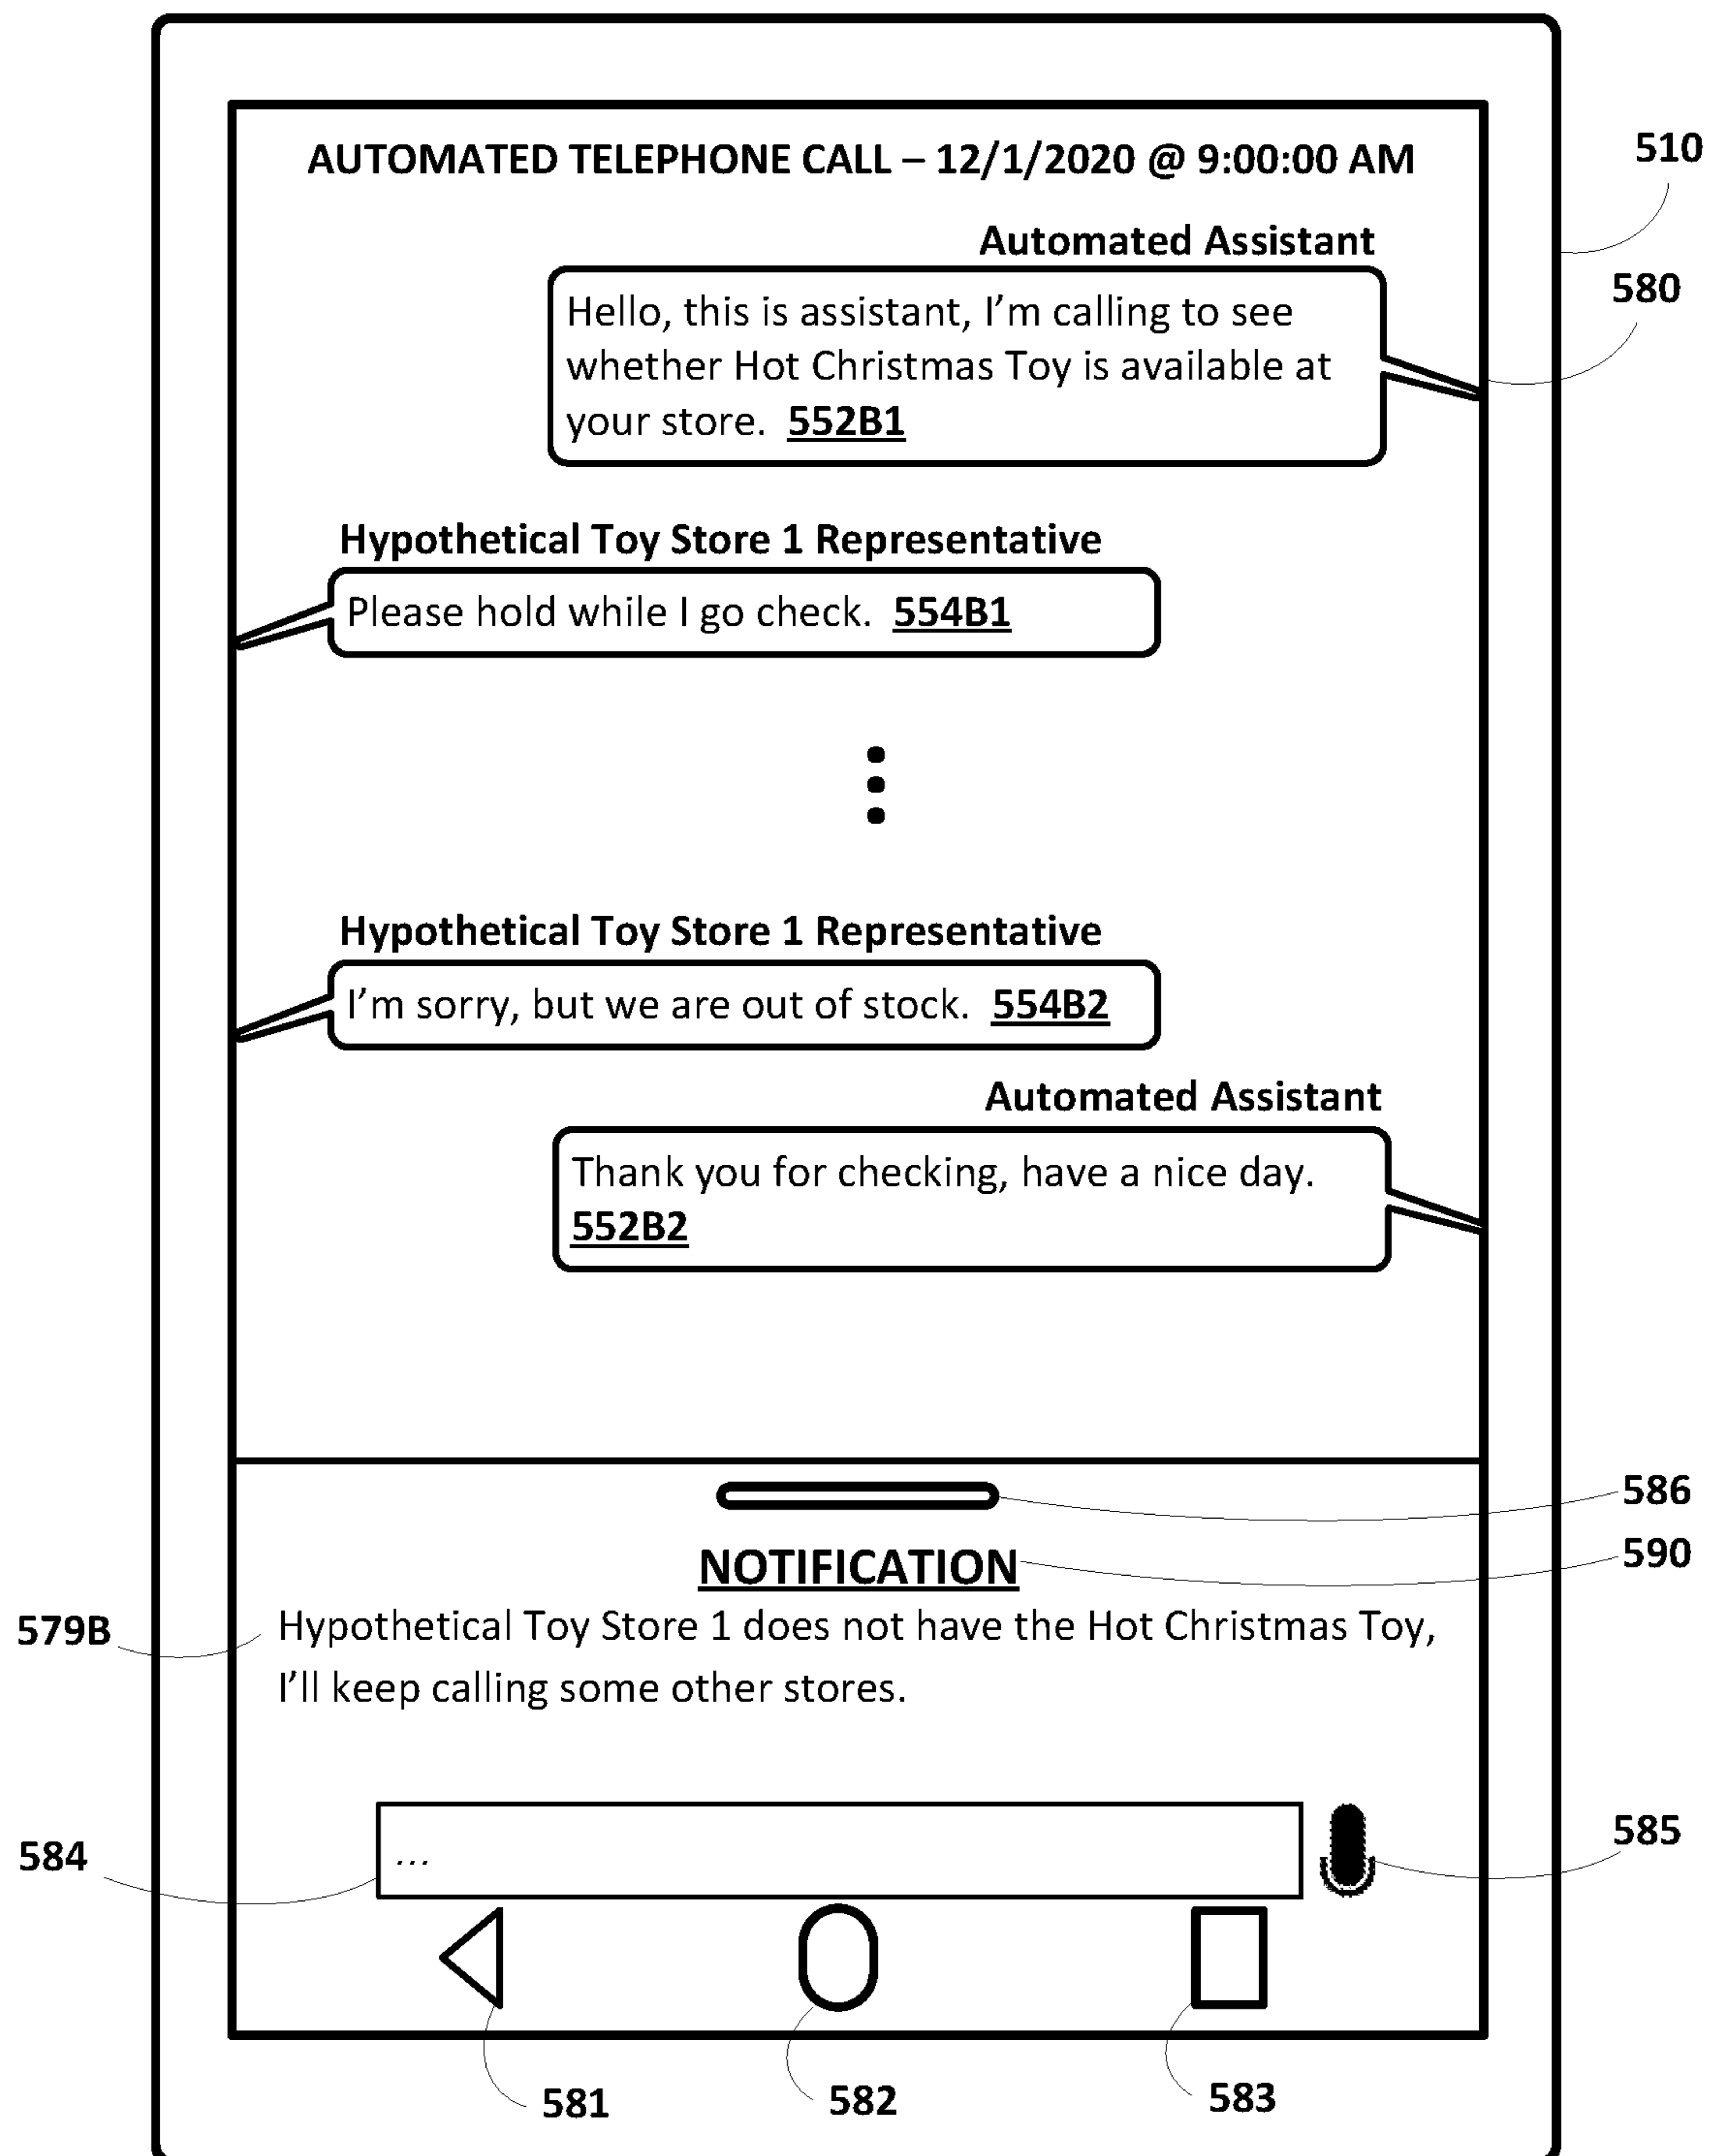 AUTOMATED TELEPHONE CALL – 12/1/2020 @ 9:00:00 AM
510
Automated Assistant
580
Hello, this is assistant, I’m calling to see
whether Hot Christmas Toy is available at
your store. 552B1
Hypothetical Toy Store 1 Representative
Please hold while I go check. 554B1
Hypothetical Toy Store 1 Representative
I’m sorry, but we are out of stock. 554B2
Automated Assistant
Thank you for checking, have a nice day.
552B2
586
NOTIFICATION
590
579B
Hypothetical Toy Store 1 does not have the Hot Christmas Toy,
I’ll keep calling some other stores.
584
...
585
581
582
583